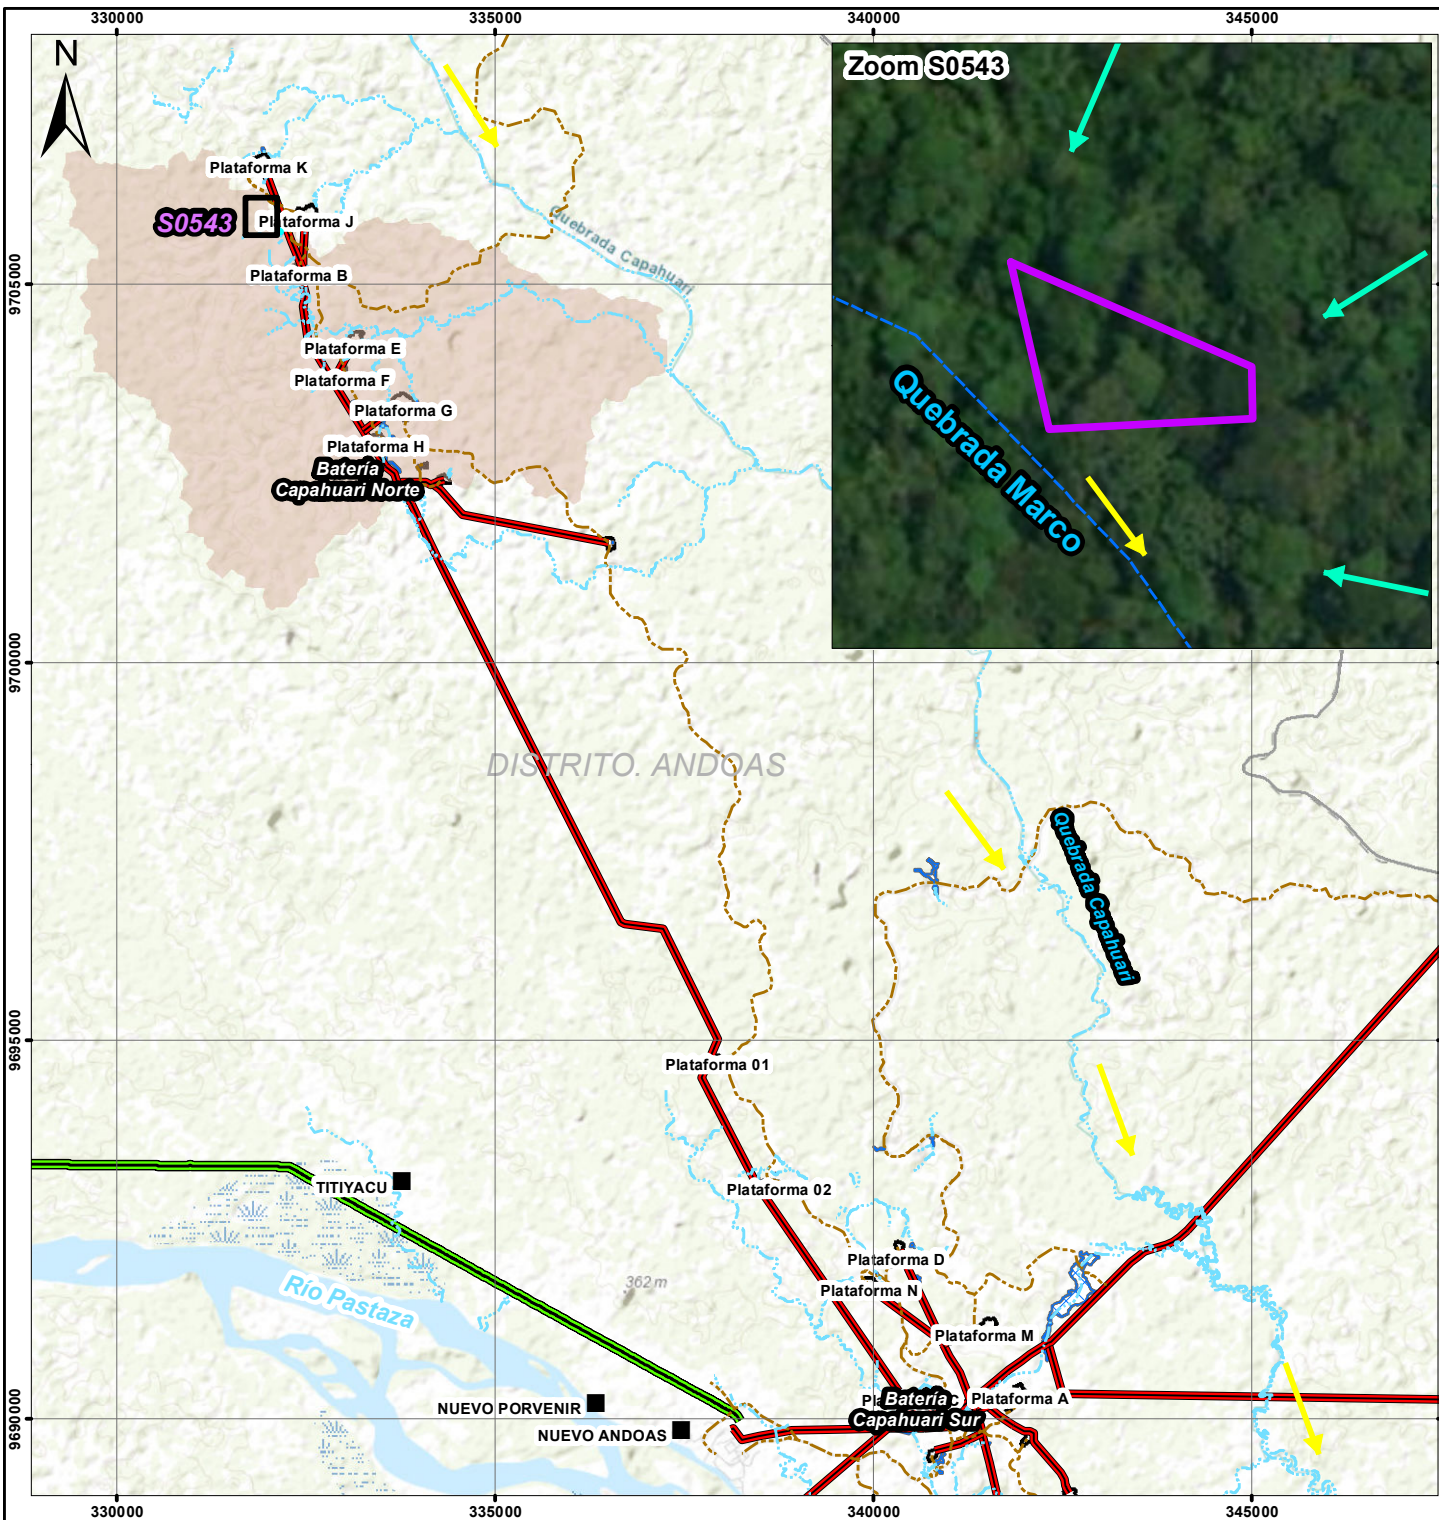 330000
335000
340000
345000
N
Zoom S0543
Plataforma K
S0543
Plataforma J
Quebrada Capahuari
Plataforma B
9705000
Plataforma E
Plataforma F
Quebrada Marco
Plataforma G
Plataforma H
Batería
Capahuari Norte
9700000
DISTRITO. ANDOAS
Quebrada Capahuari
9695000
Plataforma 01
TITIYACU
Plataforma 02
Plataforma D
362 m
Río Pastaza
Plataforma N
Plataforma M
Batería
Plataforma A
NUEVO PORVENIR
Capahuari Sur
9690000
NUEVO ANDOAS
330000
335000
340000
345000